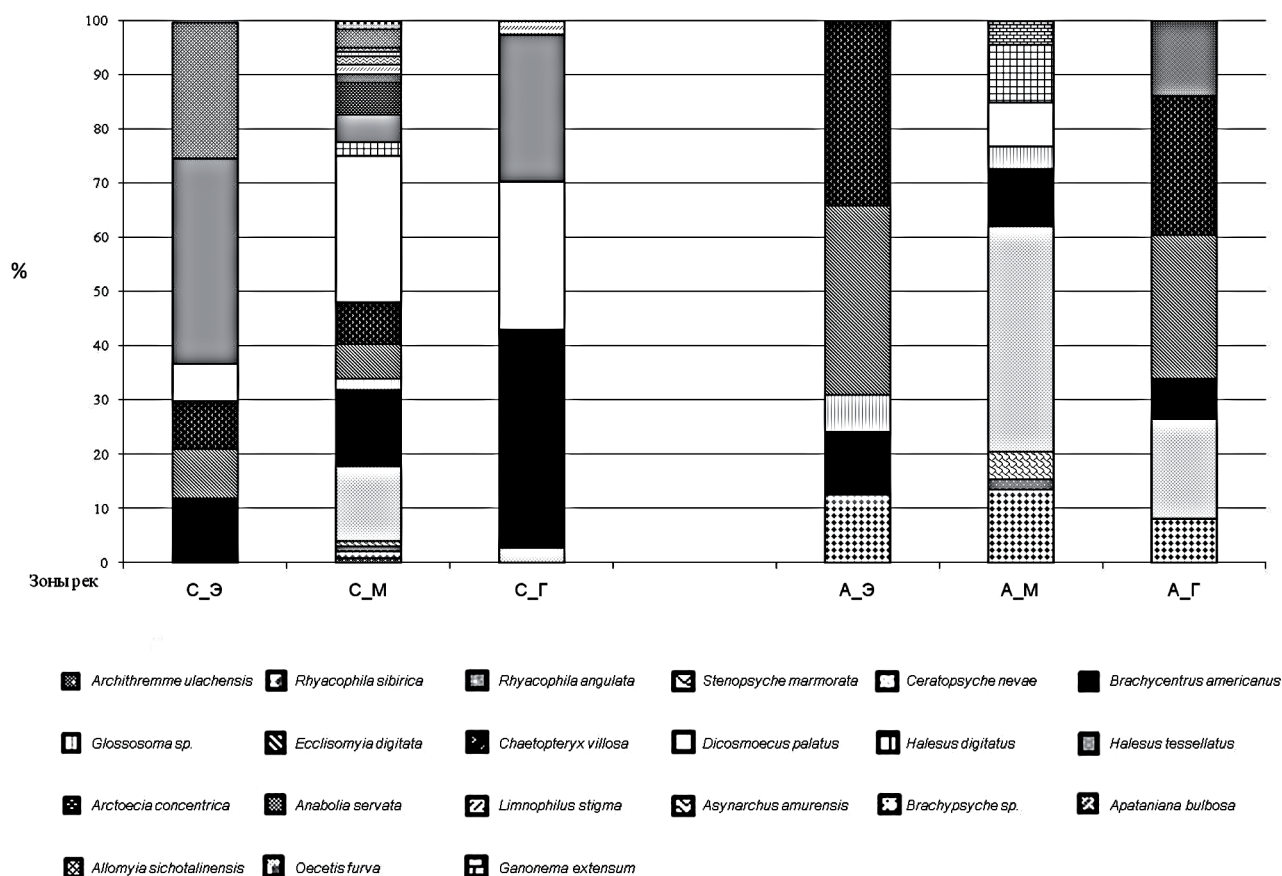 100
90
80
70
60
50
40
30
20
10
0
%
Зоны рек
С_Э С_М С_Г А_Э А_М А_Г
Archithremme ulachensis Rhyacophila sibirica Rhyacophila angulata Stenopsyche marmorata Ceratopsyche nevae Brachycentrus americanus
Glossosoma sp. Ecclisomyia digitata Chaetopteryx villosa Dicosmoecus palatus Halesus digitatus Halesus tessellatus
Arctoecia concentrica Anabolia servata Limnophilus stigma Asynarchus amurensis Brachypsyche sp. Apataniana bulbosa
Allomyia sichotalinensis Oecetis furva Ganonema extensum